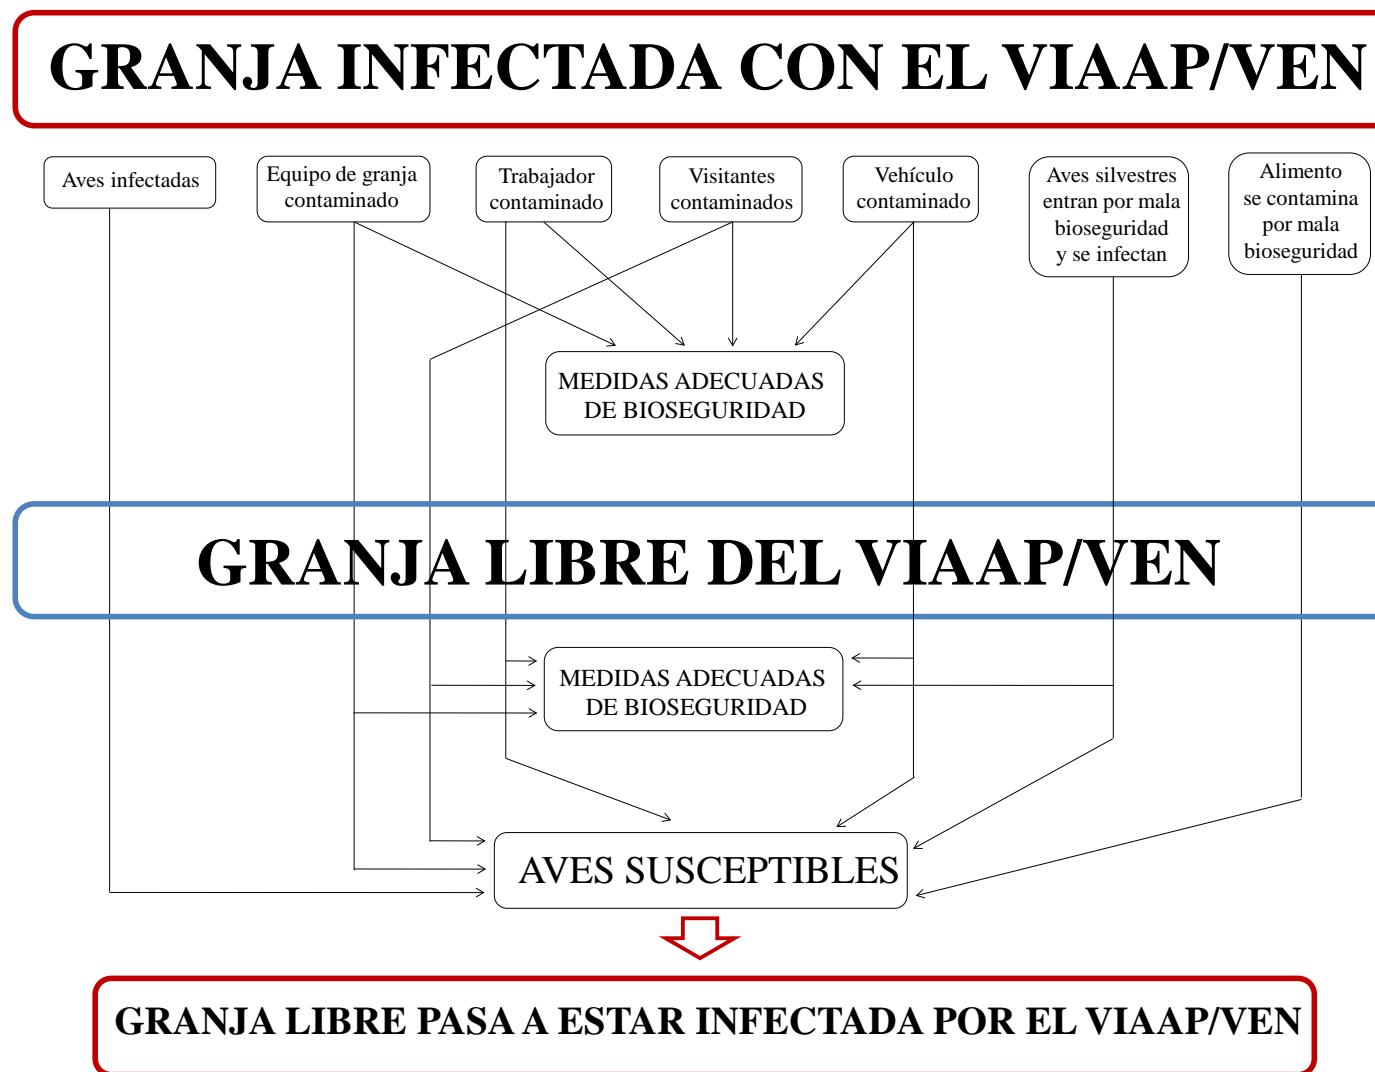 GRANJA INFECTADA CON EL VIAAP/VEN
Aves infectadas
Equipo de granja
contaminado
Trabajador
contaminado
Visitantes
contaminados
Vehículo
contaminado
Aves silvestres
entran por mala
bioseguridad
y se infectan
Alimento
se contamina
por mala
bioseguridad
MEDIDAS ADECUADAS
DE BIOSEGURIDAD
GRANJA LIBRE DEL VIAAP/VEN
MEDIDAS ADECUADAS
DE BIOSEGURIDAD
AVES SUSCEPTIBLES
GRANJA LIBRE PASA A ESTAR INFECTADA POR EL VIAAP/VEN